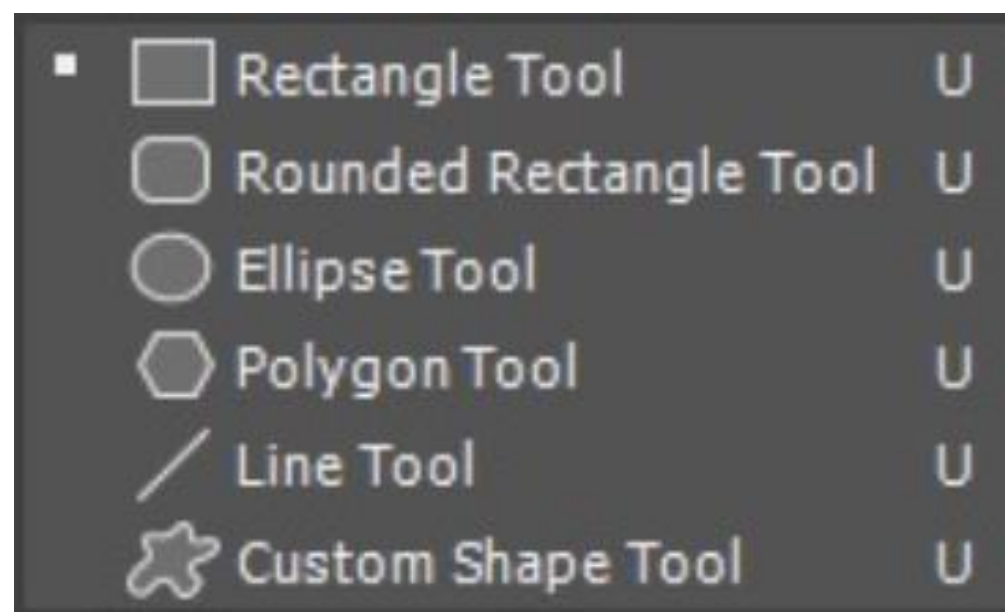 Rectangle Tool U
Rounded Rectangle Tool U
Ellipse Tool U
Polygon Tool U
Line Tool U
Custom Shape Tool U